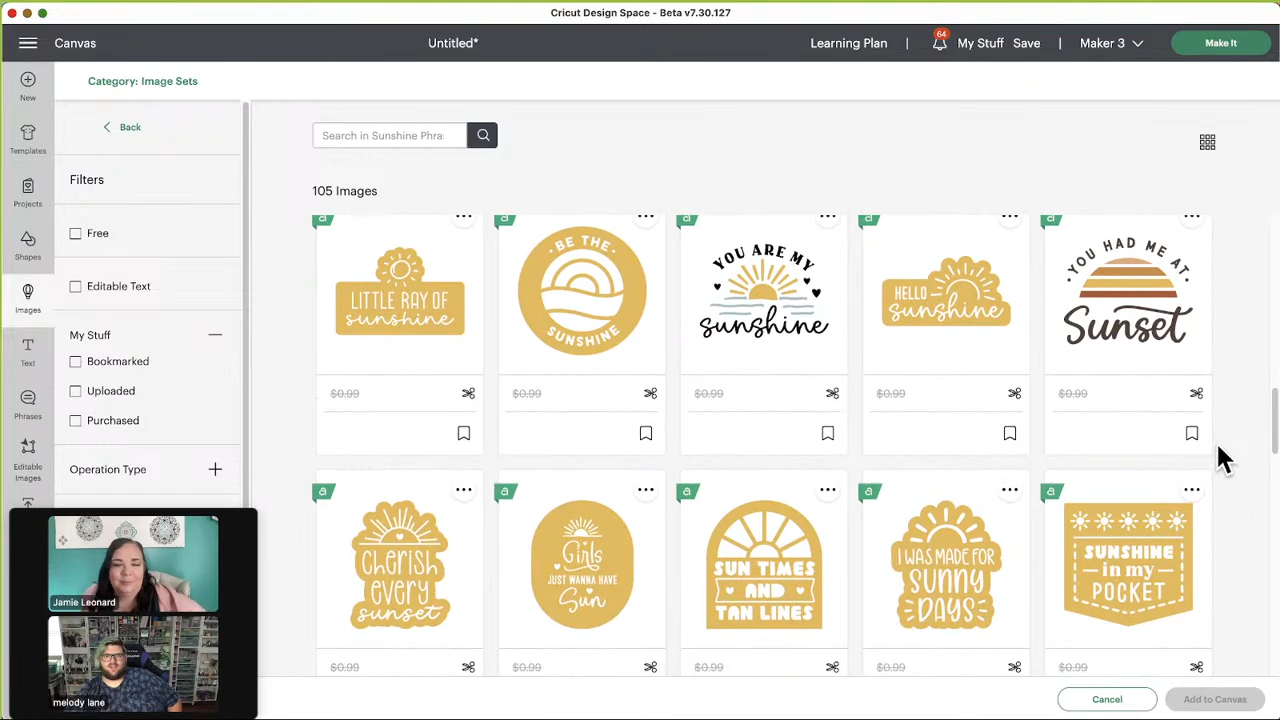 Cricut Design Space - Beta v7.30.127
Canvas
Untitled*
Learning Plan
|
64
My Stuff
Save
|
Maker 3
Make It
New
Templates
Projects
Shapes
Images
Text
Phrases
Editable
Images
Category: Image Sets
Back
Filters
Free
Editable Text
My Stuff
Bookmarked
Uploaded
Purchased
Operation Type
Search in Sunshine Phra
105 Images
LITTLE RAY OF
sunshine
BE THE
SUNSHINE
YOU ARE MY
sunshine
HELLO
sunshine
YOU HAD ME AT
Sunset
$0.99
$0.99
$0.99
$0.99
$0.99
a
a
a
a
a
CHERISH
EVERY
sunset
Girls
JUST WANNA HAVE
Sun
SUN TIMES
AND
TAN LINES
I WAS MADE FOR
SUNNY
DAYS
SUNSHINE
in my
POCKET
$0.99
$0.99
$0.99
$0.99
$0.99
Jamie Leonard
melody lane
Cancel
Add to Canvas